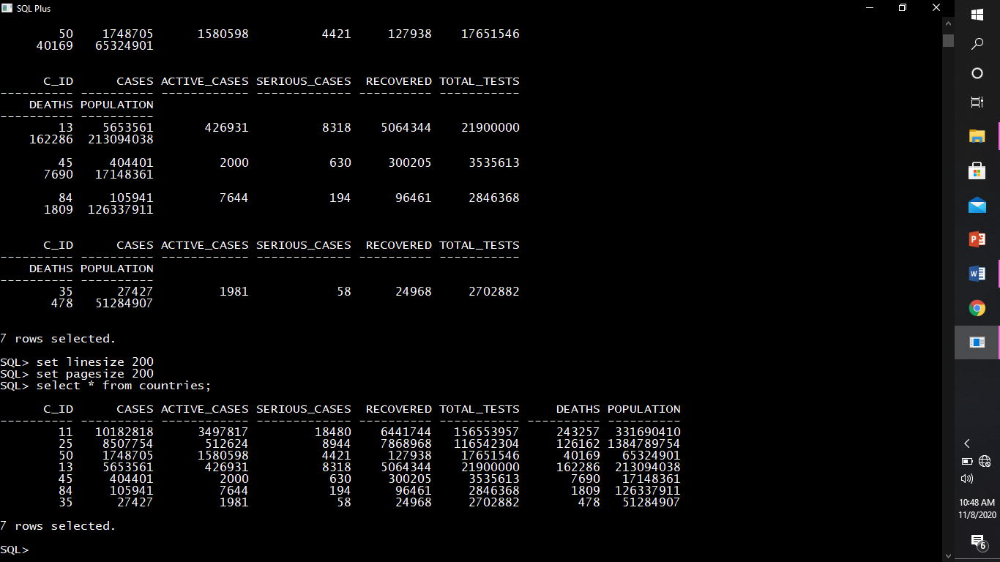 SQL Plus
50 1748705 1580598 4421 127938 17651546
40169 65324901
C_ID CASES ACTIVE_CASES SERIOUS_CASES RECOVERED TOTAL_TESTS
---------- ---------- ------------ ------------- ---------- -----------
DEATHS POPULATION
---------- ----------
13 5653561 426931 8318 5064344 21900000
162286 213094038
45 404401 2000 630 300205 3535613
7690 17148361
84 105941 7644 194 96461 2846368
1809 126337911
C_ID CASES ACTIVE_CASES SERIOUS_CASES RECOVERED TOTAL_TESTS
---------- ---------- ------------ ------------- ---------- -----------
DEATHS POPULATION
---------- ----------
35 27427 1981 58 24968 2702882
478 51284907
7 rows selected.
SQL> set linesize 200
SQL> set pagesize 200
SQL> select * from countries;
C_ID CASES ACTIVE_CASES SERIOUS_CASES RECOVERED TOTAL_TESTS DEATHS POPULATION
---------- ---------- ------------ ------------- ---------- ----------- ---------- ----------
11 10182818 3497817 18480 6441744 156553957 243257 331690410
25 8507754 512624 8944 7868968 116542304 126162 1384789754
50 1748705 1580598 4421 127938 17651546 40169 65324901
13 5653561 426931 8318 5064344 21900000 162286 213094038
45 404401 2000 630 300205 3535613 7690 17148361
84 105941 7644 194 96461 2846368 1809 126337911
35 27427 1981 58 24968 2702882 478 51284907
7 rows selected.
SQL>
10:48 AM
11/8/2020
6